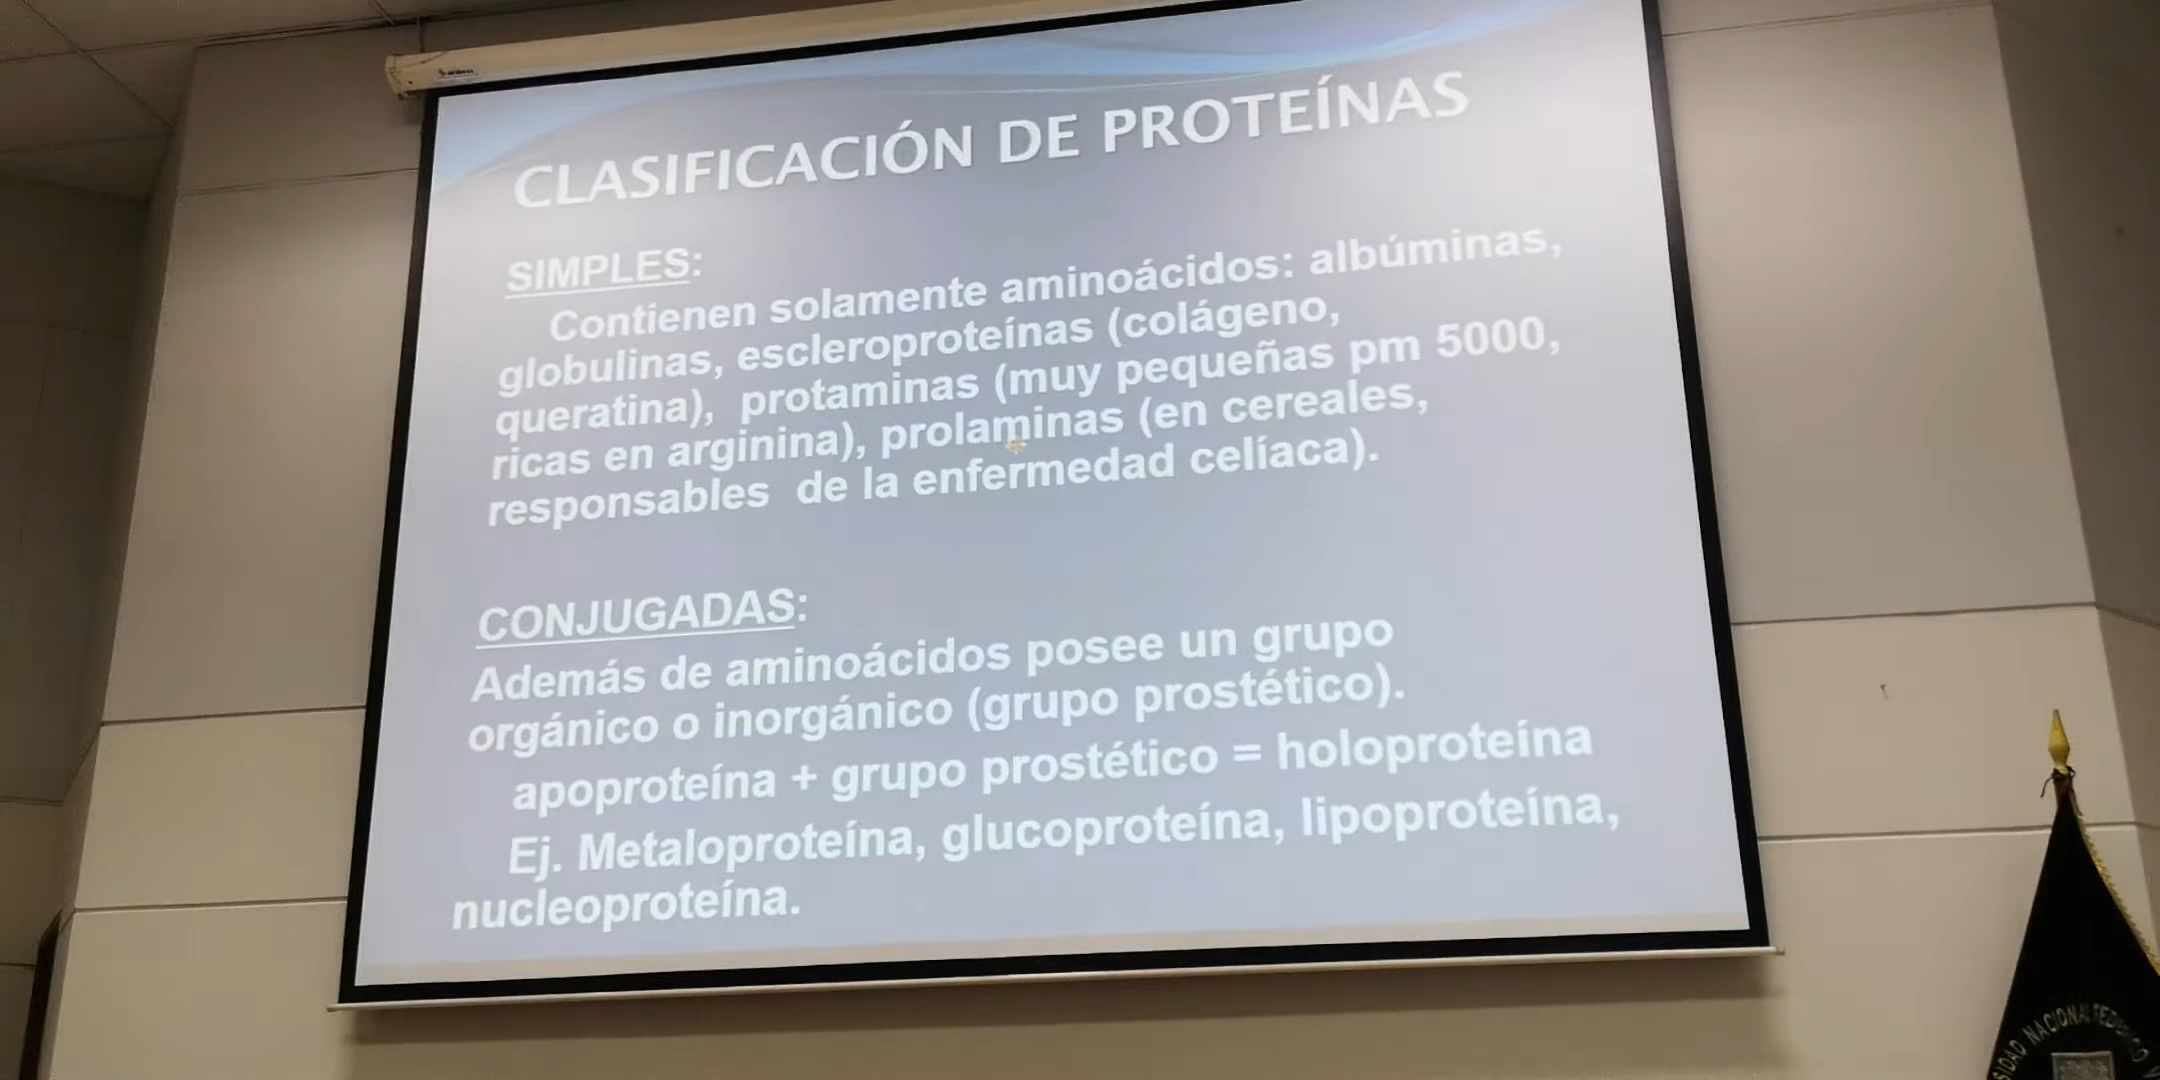 CLASIFICACIÓN DE PROTEÍNAS
SIMPLES:
Contienen solamente aminoácidos: albúminas,
globulinas, escleroproteínas (colágeno,
queratina), protaminas (muy pequeñas pm 5000,
ricas en arginina), prolaminas (en cereales,
responsables de la enfermedad celíaca).
CONJUGADAS:
Además de aminoácidos posee un grupo
orgánico o inorgánico (grupo prostético).
apoproteína + grupo prostético = holoproteína
Ej. Metaloproteína, glucoproteína, lipoproteína,
nucleoproteína.
NACIONAL